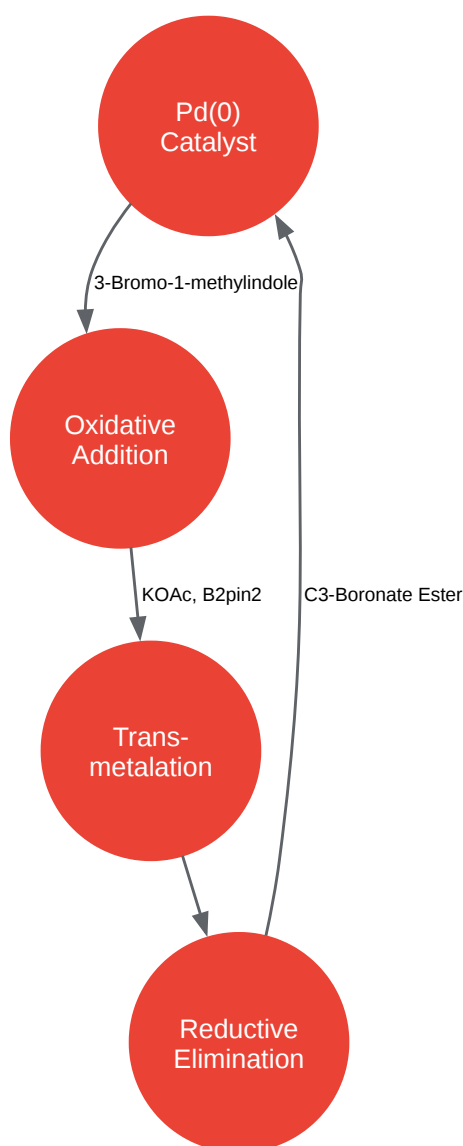 Pd(0)
Catalyst
3-Bromo-1-methylindole
Oxidative
Addition
KOAc, B2pin2
C3-Boronate Ester
Trans-
metalation
Reductive
Elimination